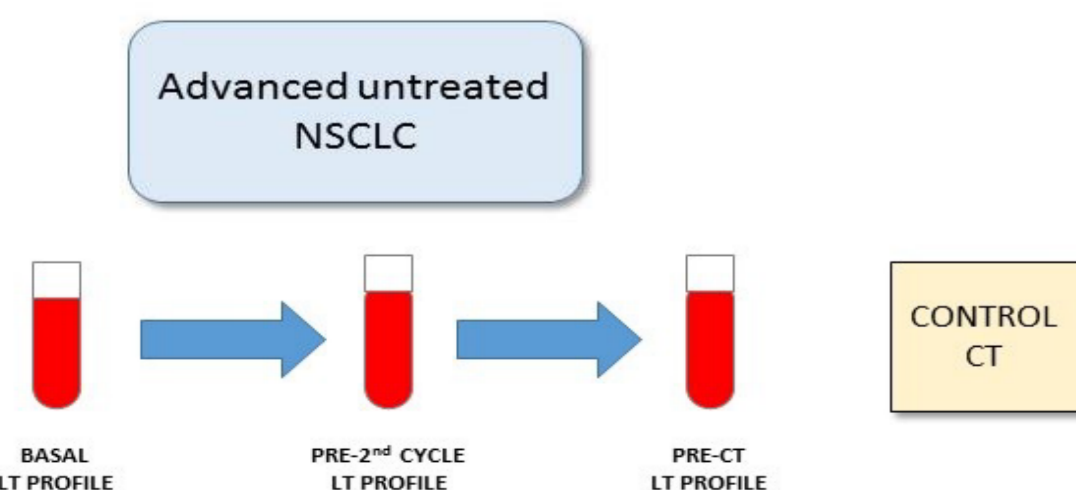 Advanced untreated
NSCLC
CONTROL
CT
BASAL
LT PROFILE
PRE-2nd CYCLE
LT PROFILE
PRE-CT
LT PROFILE